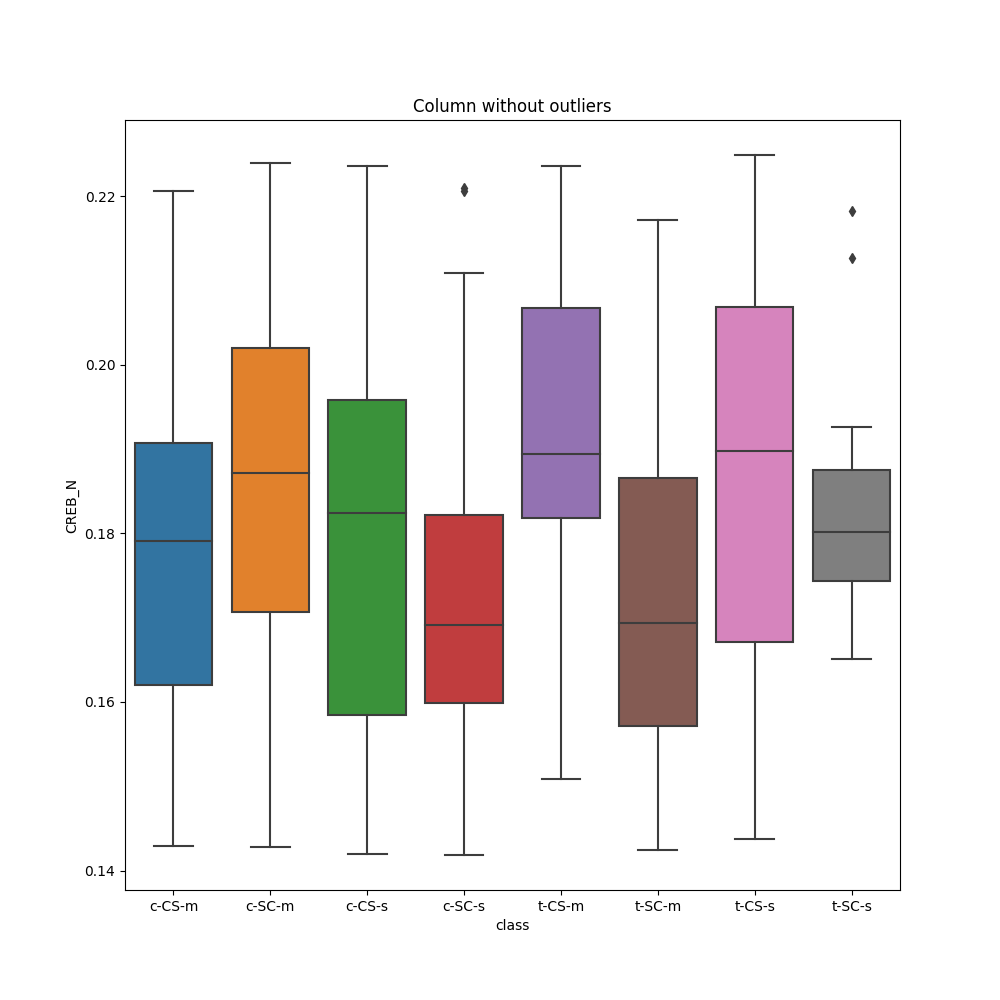 Column without outliers
CREB_N
0.22
0.20
0.18
0.16
0.14
c-CS-m c-SC-m c-CS-s c-SC-s t-CS-m t-SC-m t-CS-s t-SC-s
class